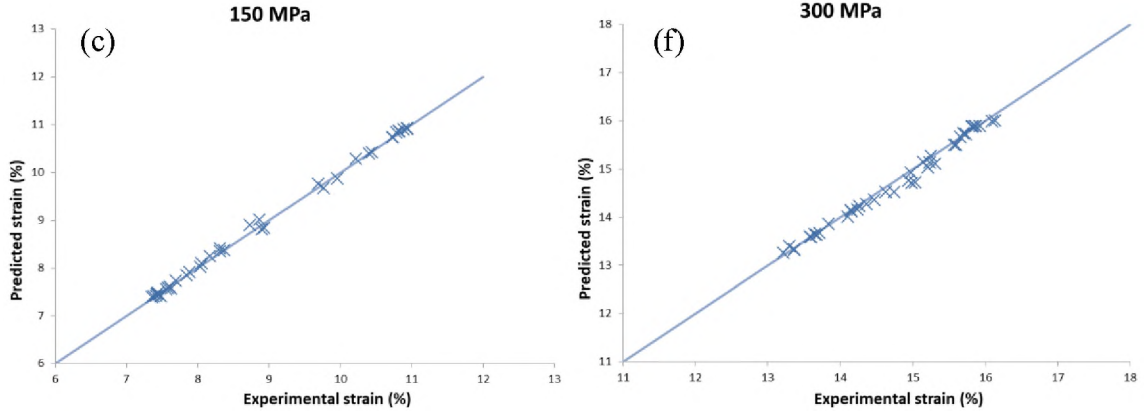 150 MPa
(c)
13
12
11
10
9
8
7
6
Predicted strain (%)
6 7 8 9 10 11 12 13
Experimental strain (%)
300 MPa
(f)
18
17
16
15
14
13
12
11
Predicted strain (%)
11 12 13 14 15 16 17 18
Experimental strain (%)